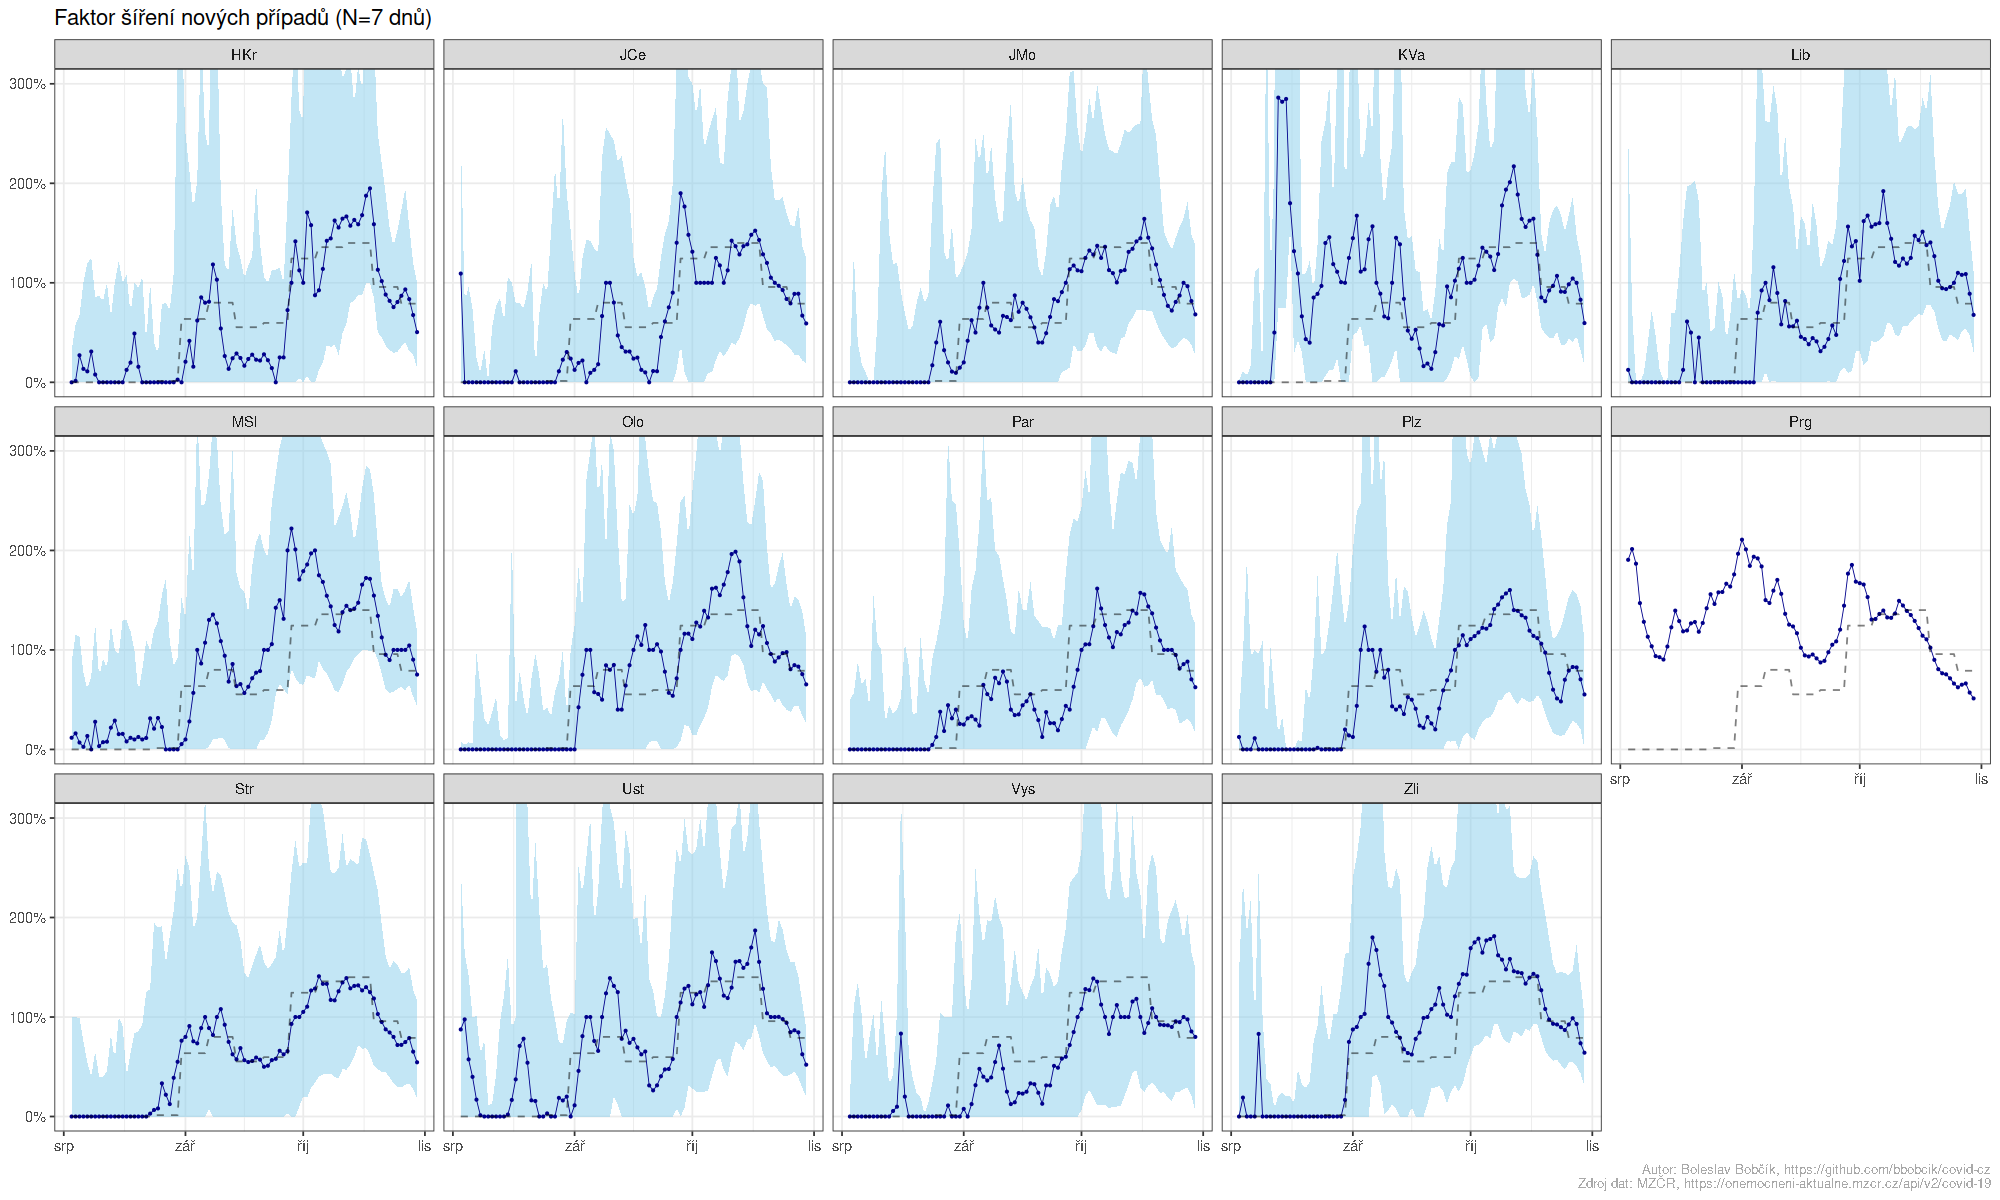 Faktor šíření nových případů (N=7 dnů)
HKr JCe JMo KVa Lib
300%
200%
100%
0%
MSl Olo Par Plz Prg
300%
200%
100%
0%
srp zář říj lis
Str Ust Vys Zli
300%
200%
100%
0%
srp zář říj lis srp zář říj lis srp zář říj lis srp zář říj lis
Autor: Boleslav Bobčík, https://github.com/bbobcik/covid-cz
Zdroj dat: MZČR, https://onemocneni-aktualne.mzcr.cz/api/v2/covid-19